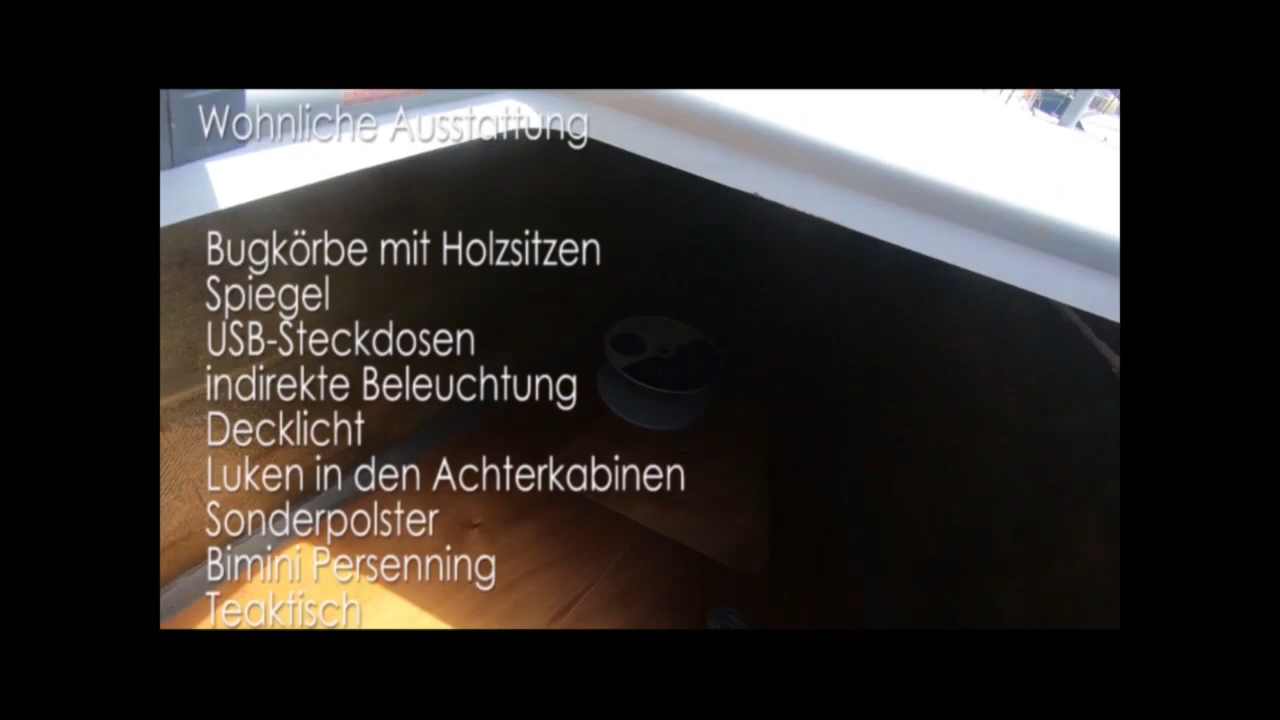 Wohnliche Ausstattung
Bugkörbe mit Holzsitzen
Spiegel
USB-Steckdosen
indirekte Beleuchtung
Decklicht
Luken in den Achterkabinen
Sonderpolster
Bimini Persenning
Teaktisch